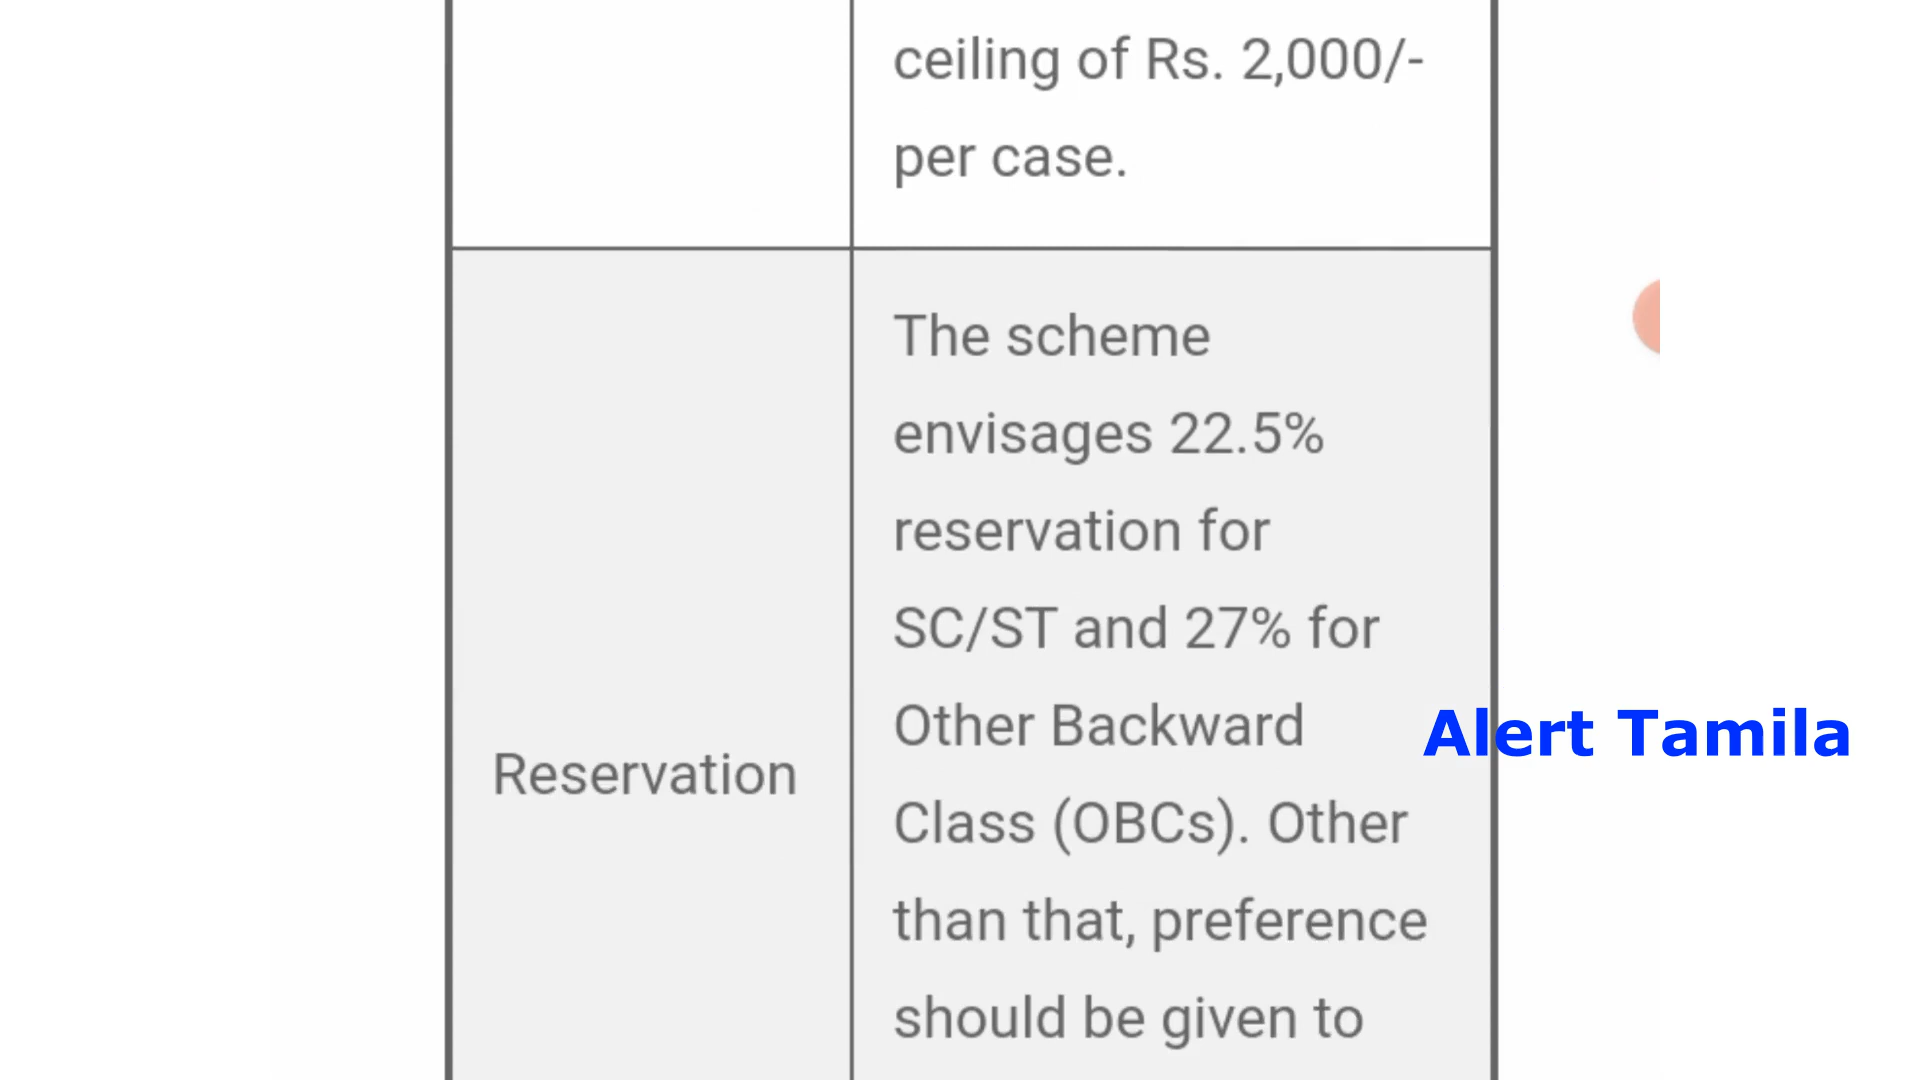 ceiling of Rs. 2,000/-
per case.
Reservation
The scheme
envisages 22.5%
reservation for
SC/ST and 27% for
Other Backward
Class (OBCs). Other
than that, preference
should be given to
Alert Tamila